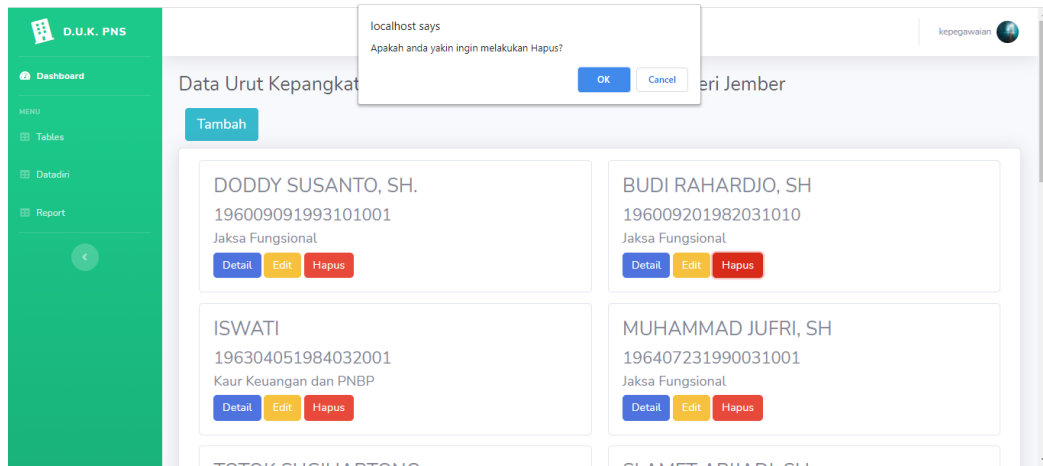 D.U.K. PNS
localhost says
Apakah anda yakin ingin melakukan Hapus?
OK
Cancel
kepegawaian
Dashboard
MENU
Tables
Datadiri
Report
Data Urut Kepangkat
eri Jember
Tambah
DODDY SUSANTO, SH.
196009091993101001
Jaksa Fungsional
Detail Edit Hapus
BUDI RAHARDJO, SH
196009201982031010
Jaksa Fungsional
Detail Edit Hapus
ISWATI
196304051984032001
Kaur Keuangan dan PNBP
Detail Edit Hapus
MUHAMMAD JUFRI, SH
196407231990031001
Jaksa Fungsional
Detail Edit Hapus